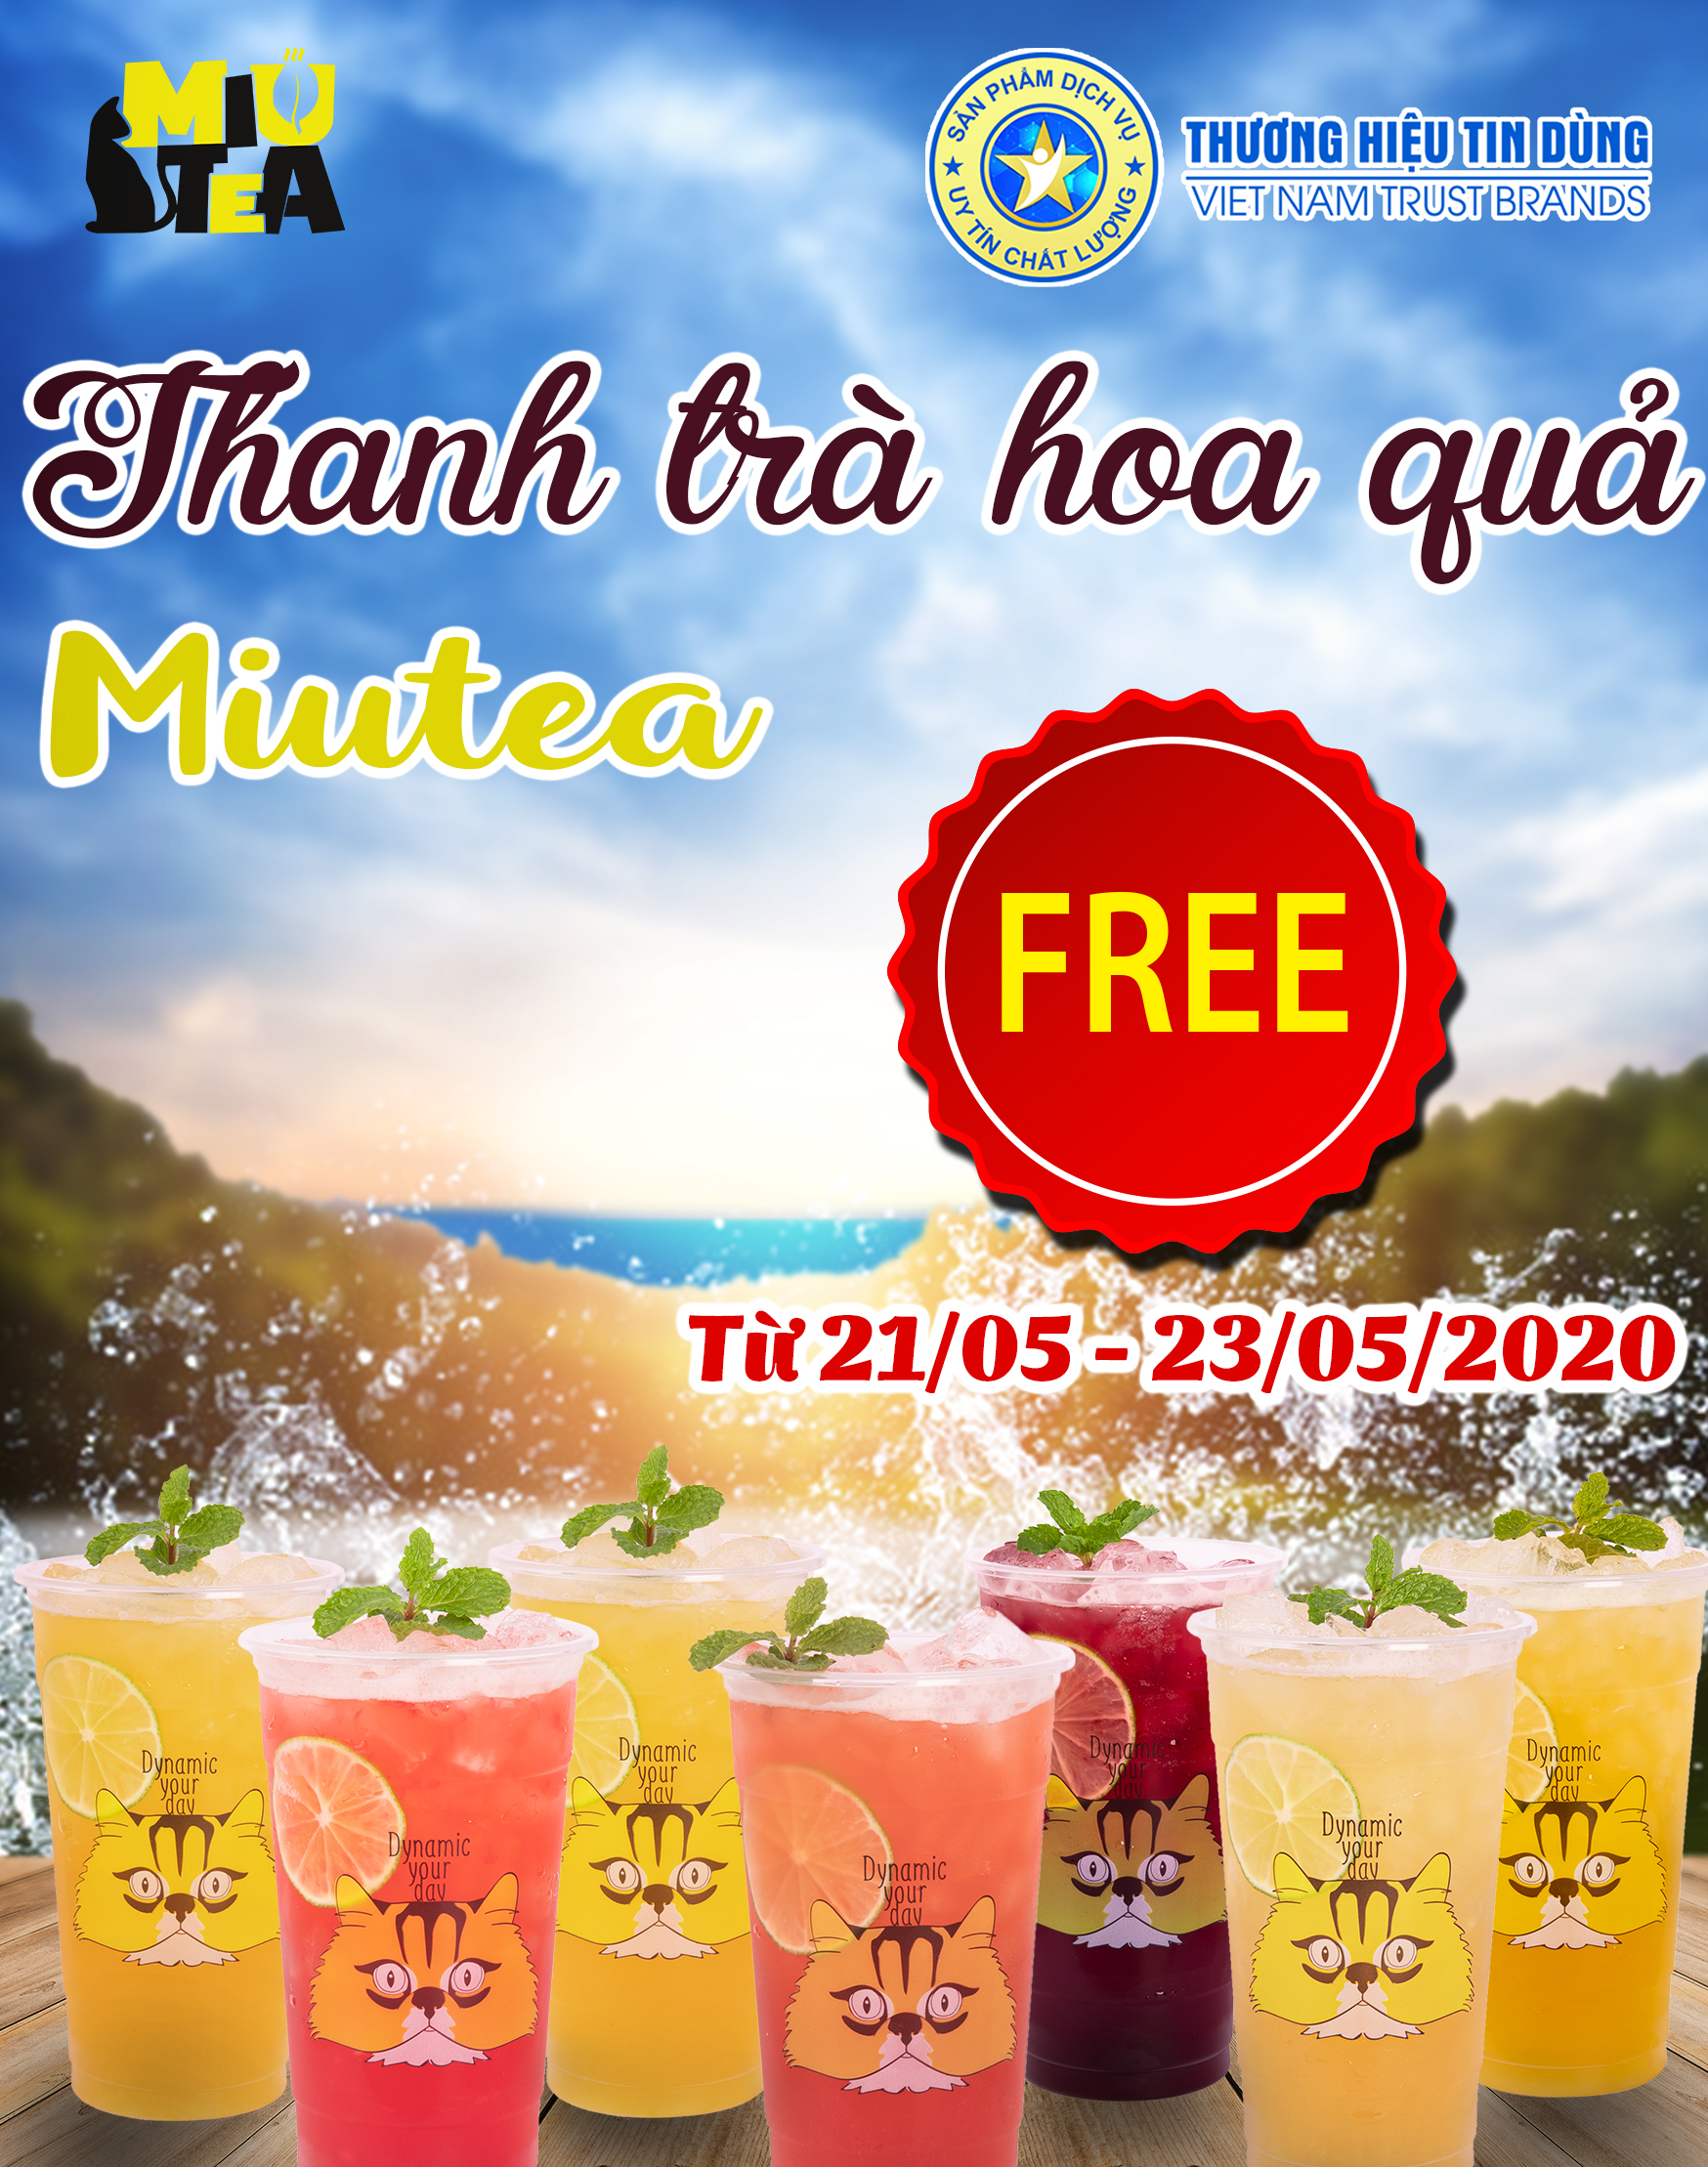 MIU
TEA
SẢN PHẨM DỊCH VỤ
UY TÍN CHẤT LƯỢNG
THƯƠNG HIỆU TIN DÙNG
VIET NAM TRUST BRANDS
Thanh trà hoa quả
Miutea
FREE
Từ 21/05 - 23/05/2020
Dynamic
your
day
Dynamic
your
day
Dynamic
your
day
Dynamic
your
day
Dynamic
your
day
Dynamic
your
day
Dynamic
your
day